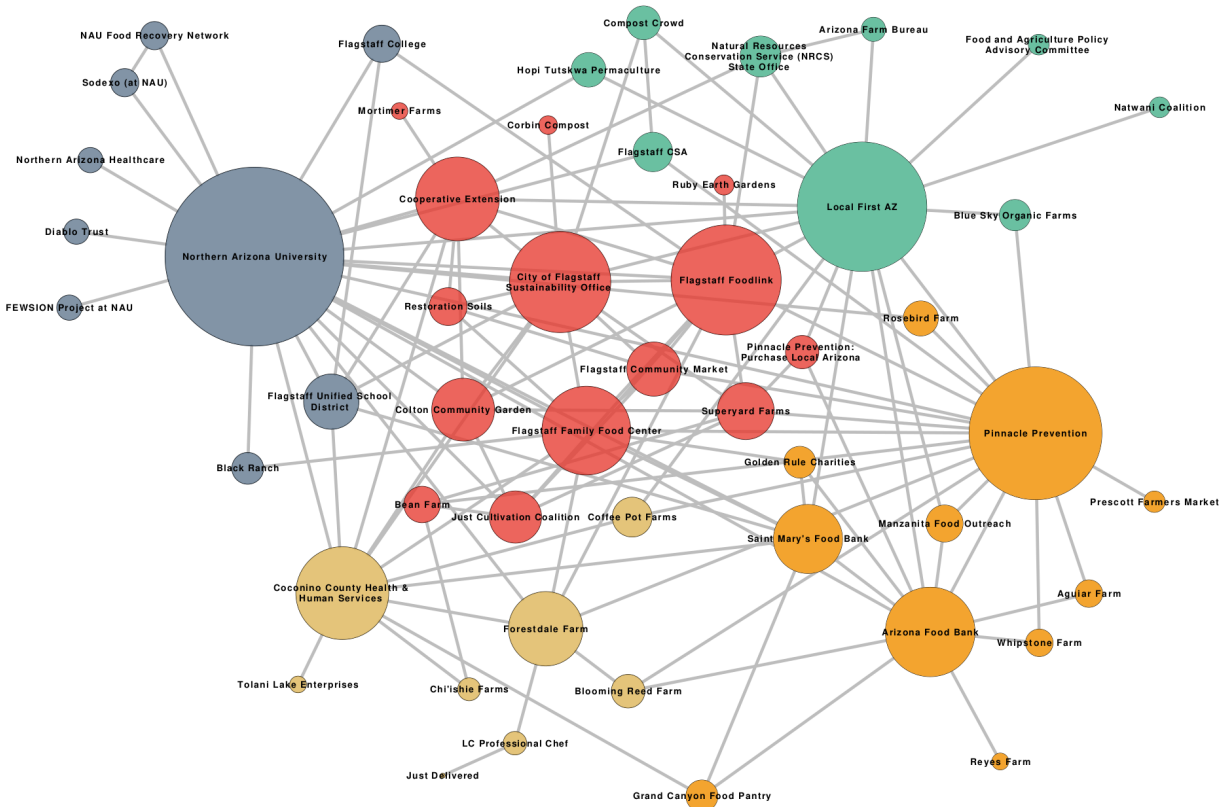 Compost Crowd
Arizona Farm Bureau
NAU Food Recovery Network
Flagstaff College
Natural Resources
Conservation Service (NRCS)
State Office
Food and Agriculture Policy
Advisory Committee
Hopi Tutskwa Permaculture
Sodexo (at NAU)
Mortimer Farms
Natwani Coalition
Corbin Compost
Flagstaff CSA
Northern Arizona Healthcare
Ruby Earth Gardens
Cooperative Extension
Local First AZ
Blue Sky Organic Farms
Diablo Trust
Northern Arizona University
City of Flagstaff
Sustainability Office
Flagstaff Foodlink
FEWSION Project at NAU
Restoration Soils
Rosebird Farm
Pinnacle Prevention:
Purchase Local Arizona
Flagstaff Community Market
Flagstaff Unified School
District
Colton Community Garden
Superyard Farms
Flagstaff Family Food Center
Pinnacle Prevention
Golden Rule Charities
Black Ranch
Prescott Farmers Market
Bean Farm
Just Cultivation Coalition
Coffee Pot Farms
Manzanita Food Outreach
Saint Mary's Food Bank
Coconino County Health &
Human Services
Aguiar Farm
Forestdale Farm
Arizona Food Bank
Whipstone Farm
Tolani Lake Enterprises
Chi'ishie Farms
Blooming Reed Farm
LC Professional Chef
Reyes Farm
Just Delivered
Grand Canyon Food Pantry